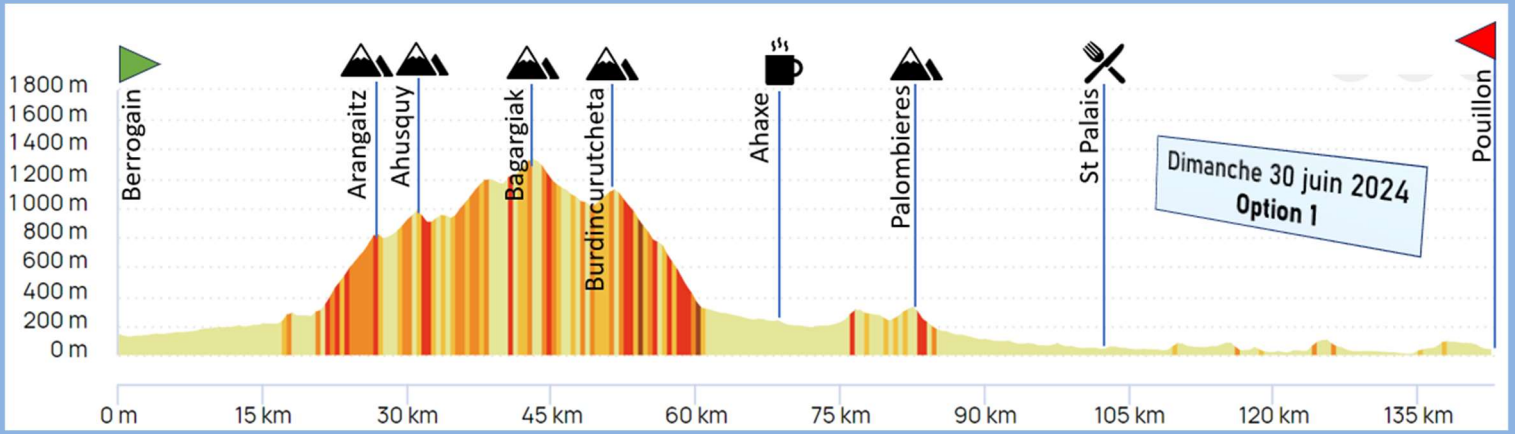 1800 m
1600 m
1400 m
1200 m
1000 m
800 m
600 m
400 m
200 m
0 m
Berrogain
Arangaitz
Ahusquy
Bagargiak
Burdincurutcheta
Ahaxe
Palombieres
St Palais
Pouillon
Dimanche 30 juin 2024
Option 1
0 m 15 km 30 km 45 km 60 km 75 km 90 km 105 km 120 km 135 km